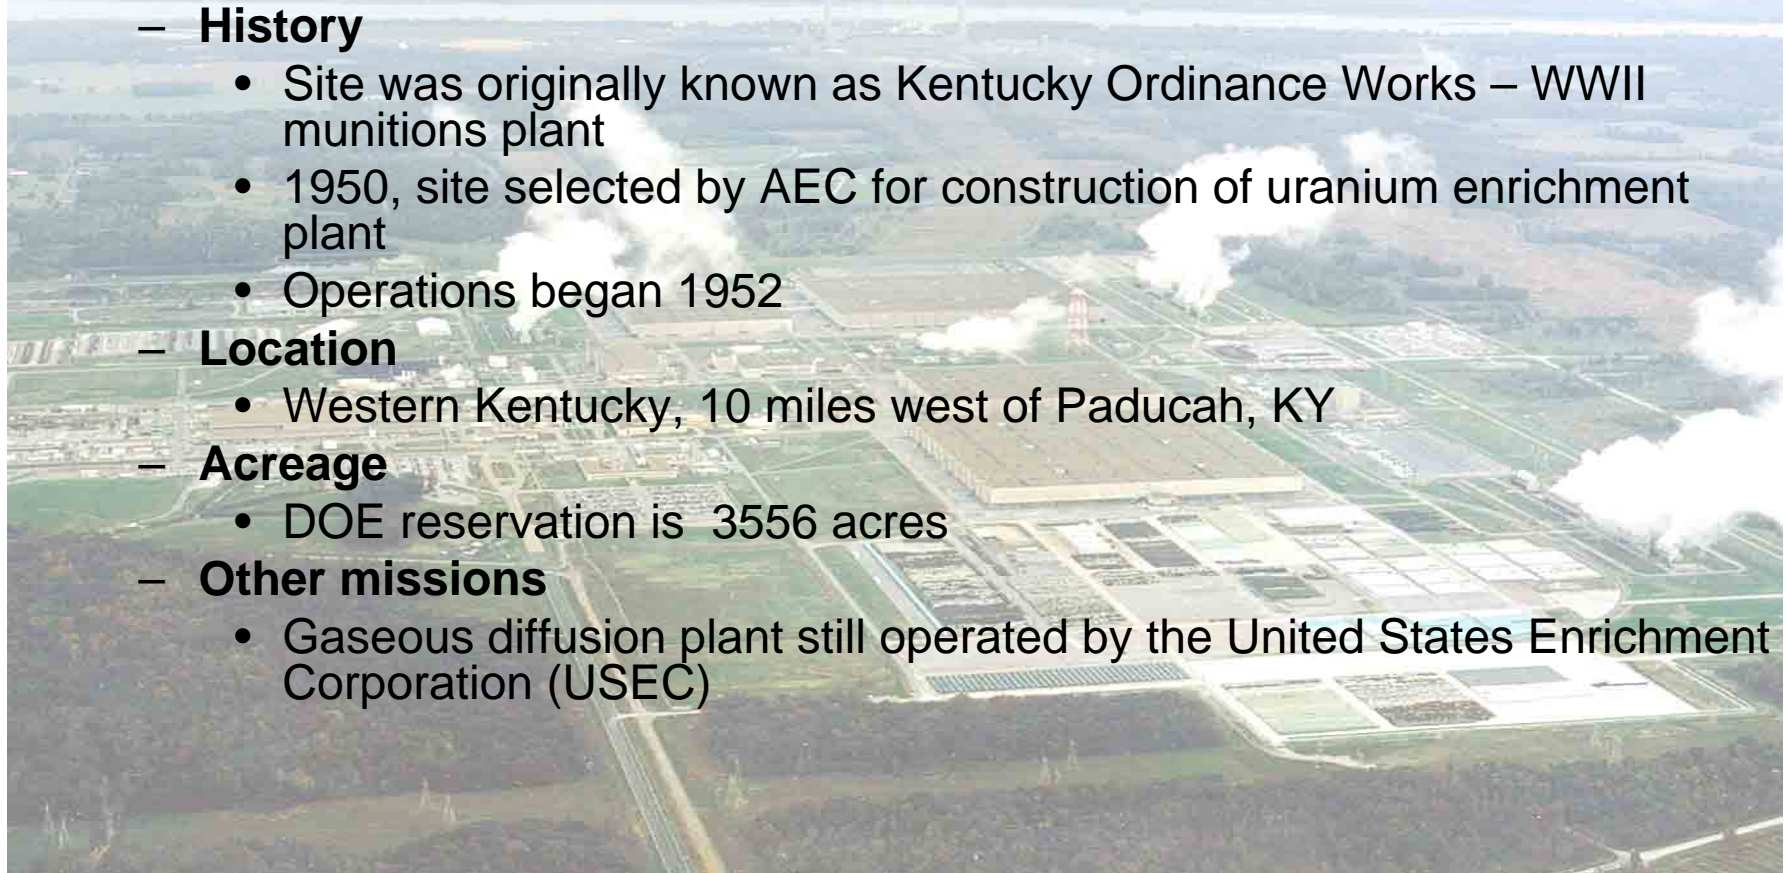 – History
• Site was originally known as Kentucky Ordinance Works – WWII
munitions plant
• 1950, site selected by AEC for construction of uranium enrichment
plant
• Operations began 1952
– Location
• Western Kentucky, 10 miles west of Paducah, KY
– Acreage
• DOE reservation is  3556 acres
– Other missions
• Gaseous diffusion plant still operated by the United States Enrichment
Corporation (USEC)